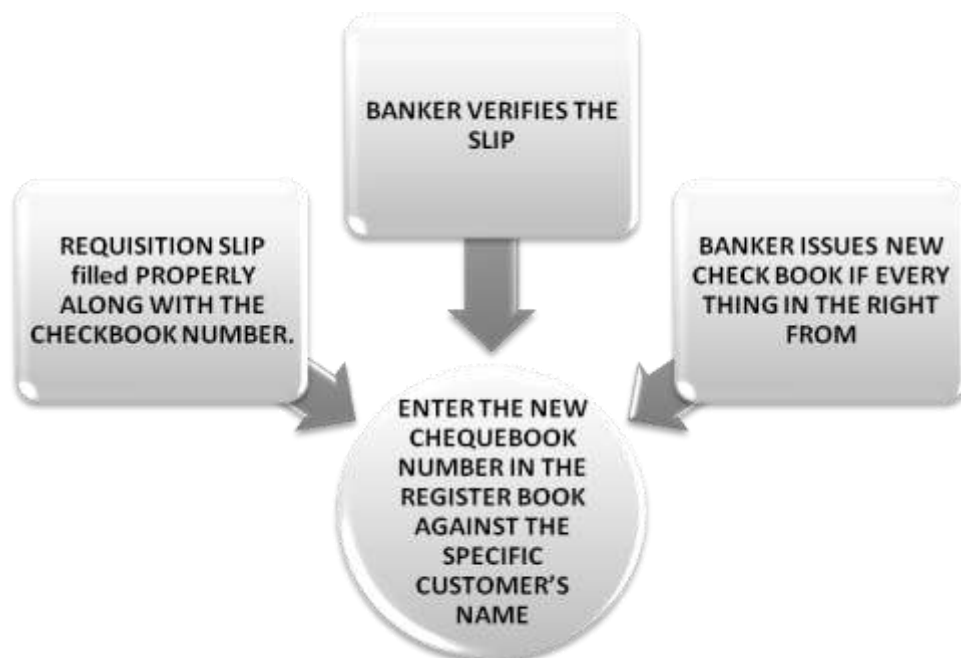 BANKER VERIFIES THE
SLIP
REQUISITION SLIP
filled PROPERLY
ALONG WITH THE
CHECKBOOK NUMBER.
BANKER ISSUES NEW
CHECK BOOK IF EVERY
THING IN THE RIGHT
FROM
ENTER THE NEW
CHEQUEBOOK
NUMBER IN THE
REGISTER BOOK
AGAINST THE
SPECIFIC
CUSTOMER'S
NAME